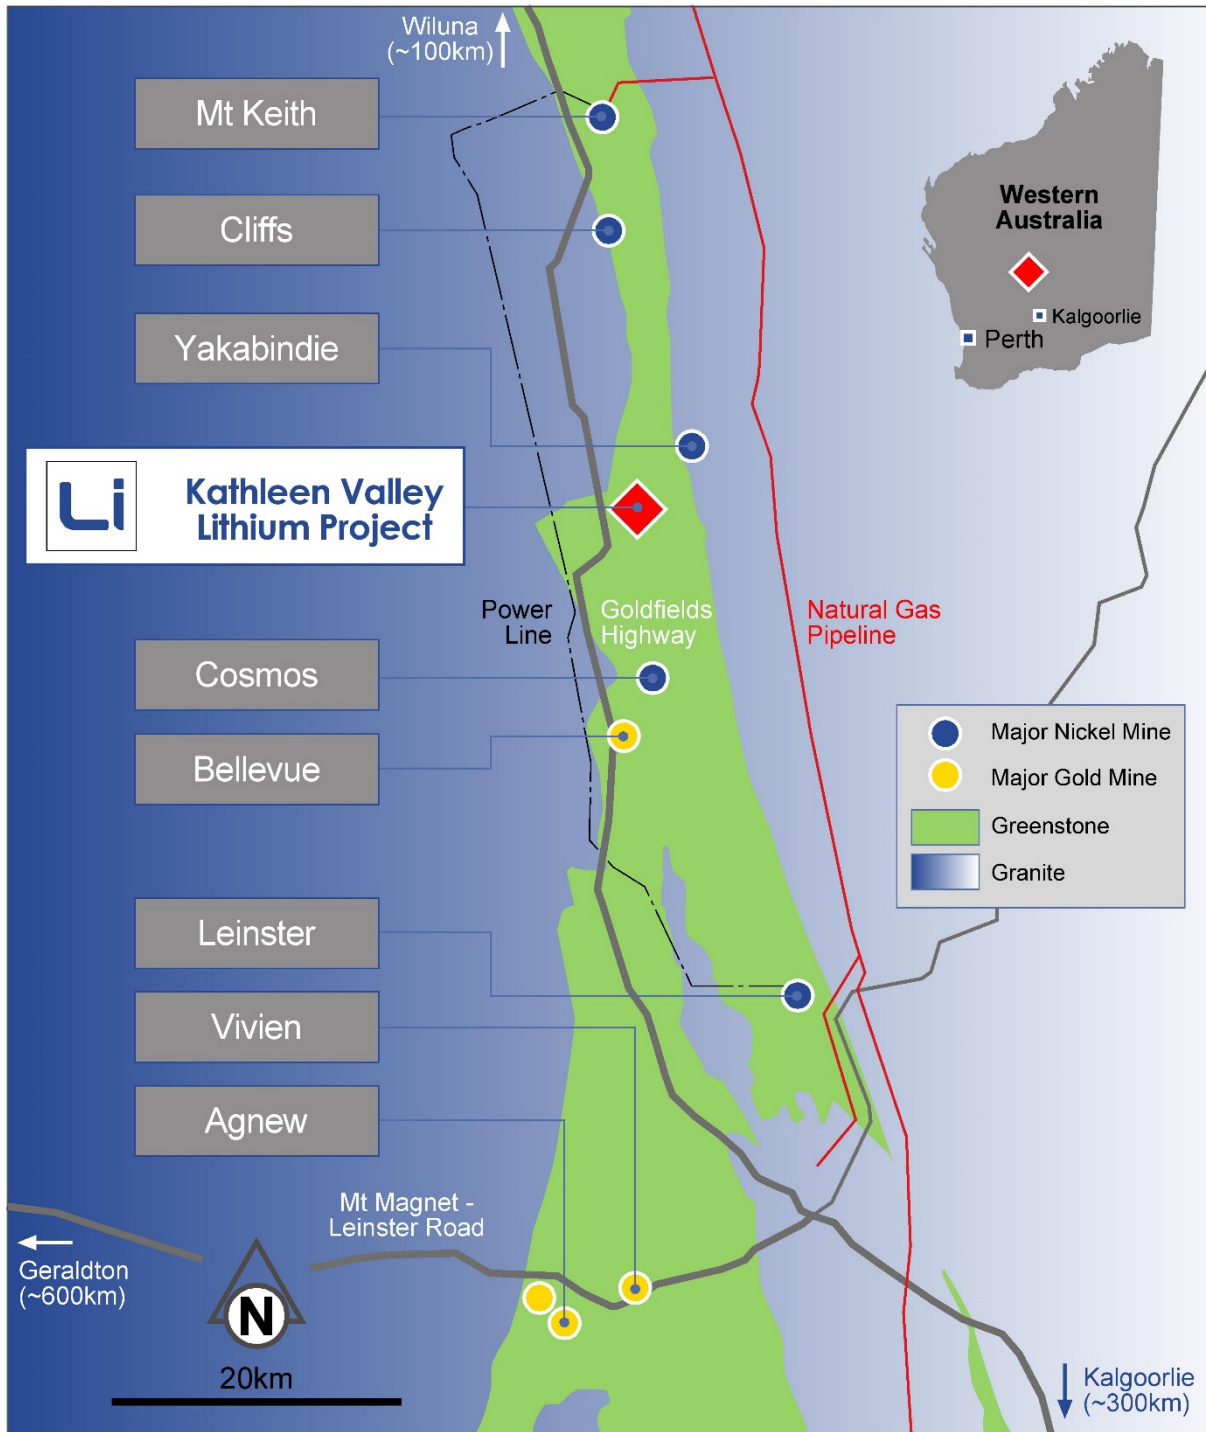 Wiluna
(~100km)
Mt Keith
Cliffs
Yakabindie
Li
Kathleen Valley
Lithium Project
Western
Australia
Kalgoorlie
Perth
Power
Line
Goldfields
Highway
Natural Gas
Pipeline
Cosmos
Bellevue
Major Nickel Mine
Major Gold Mine
Greenstone
Granite
Leinster
Vivien
Agnew
Mt Magnet -
Leinster Road
Geraldton
(~600km)
N
20km
Kalgoorlie
(~300km)